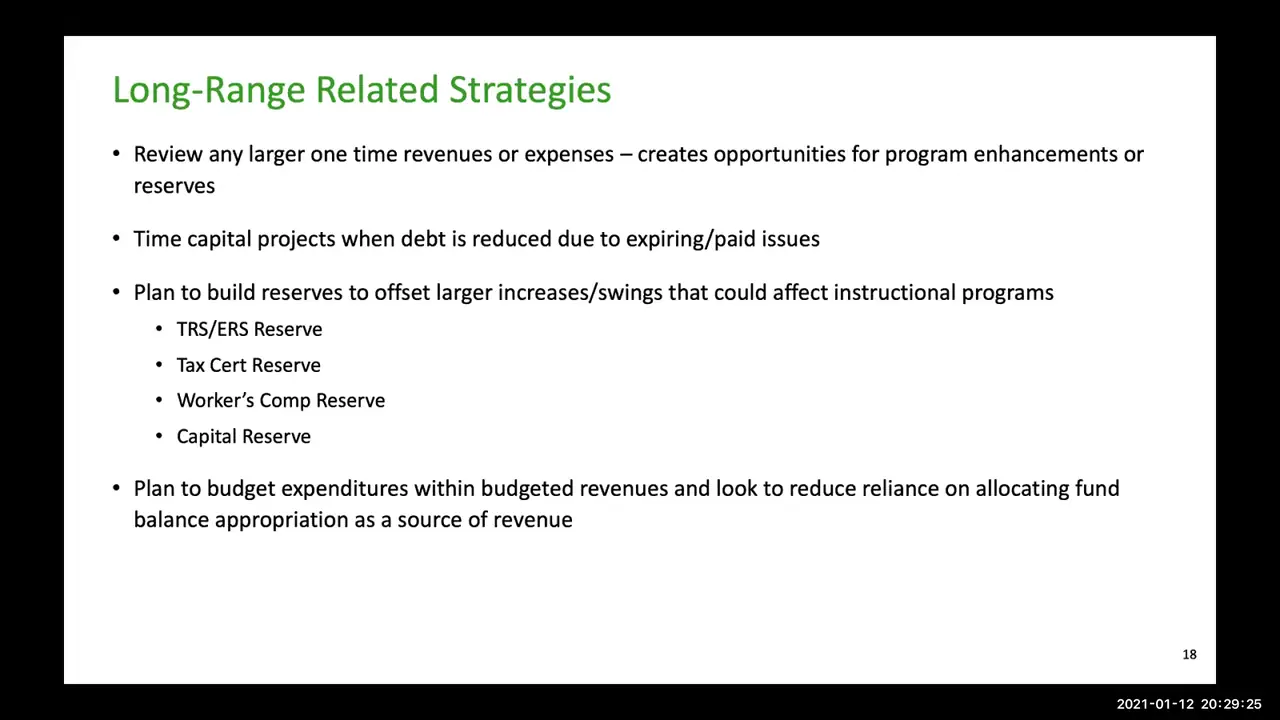 Long-Range Related Strategies
• Review any larger one time revenues or expenses – creates opportunities for program enhancements or
reserves
• Time capital projects when debt is reduced due to expiring/paid issues
• Plan to build reserves to offset larger increases/swings that could affect instructional programs
• TRS/ERS Reserve
• Tax Cert Reserve
• Worker’s Comp Reserve
• Capital Reserve
• Plan to budget expenditures within budgeted revenues and look to reduce reliance on allocating fund
balance appropriation as a source of revenue
18
2021-01-12 20:29:25